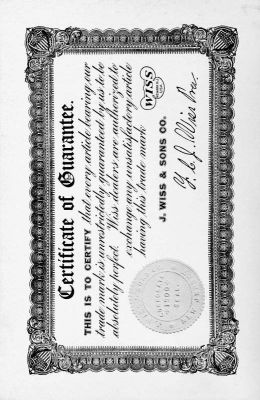 Certificate of Guarantee.
THIS IS TO CERTIFY that every article bearing our
trade mark is unrestrictedly guaranteed by us to be
absolutely perfect. Wiss dealers are authorized to
exchange any unsatisfactory article
having this trade mark
WISS
J. WISS & SONS CO.
Pres.